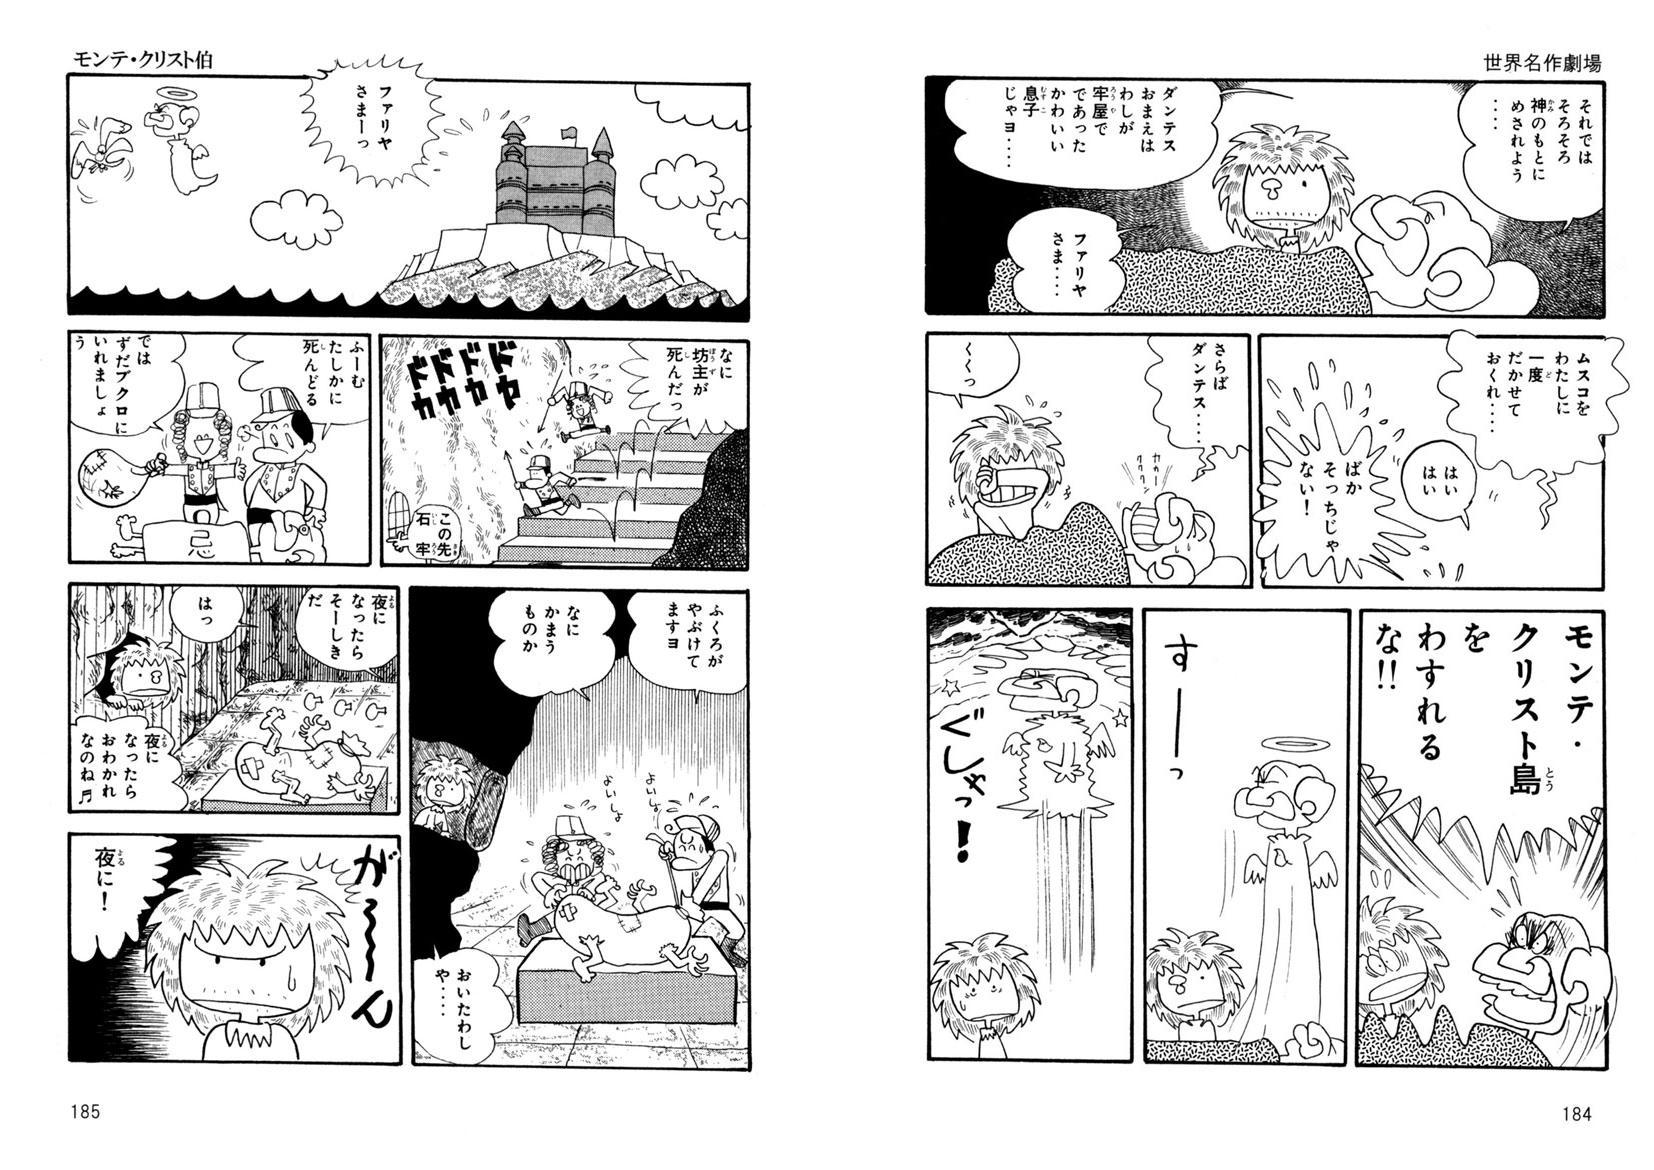 世界名作劇場
それでは
そろそろ
神のもとに
めされよう
・・・
ダンテス
おまえは
わしが
牢屋で
であった
かわいい
息子
じゃヨ・・・・
ファリヤ
さま・・・・
ムスコを
わたしに
一度
だかせて
おくれ・・・・
はい
はい
ばか
そっちじゃ
ない！
さらば
ダンテス・・・・
カカカー
ククククン
くくっ
モンテ・
クリスト島
を
わすれる
な!!
すーーっ
ぐしゃっ！
184
モンテ・クリスト伯
ファリヤ
さまーっ
なに
坊主が
死んだっ
ドドドド
カカカヤ
この先
石牢
ふーむ
たしかに
死んどる
では
ずだブクロに
いれましょ
う
忌
ふくろが
やぶけて
ますヨ
なに
かまう
ものか
よいしょ
よいしょ
おいたわし
や・・・・
夜に
なったら
そーしき
だ
はっ
夜に
なったら
おわかれ
なのね♬
が〜〜ん
夜に！
185